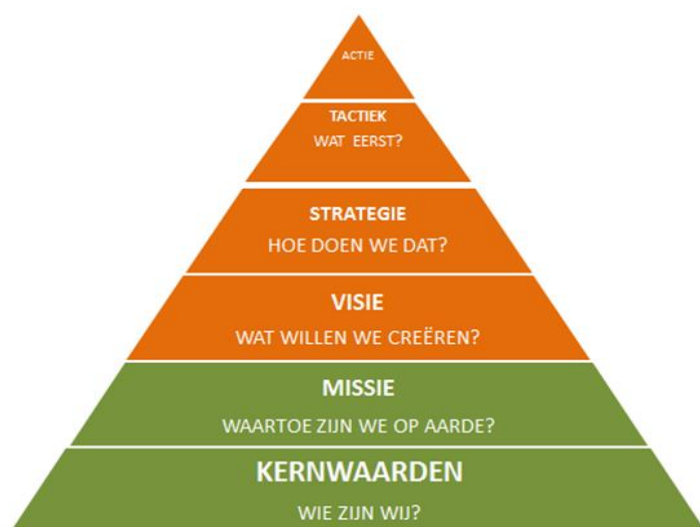 ACTIE
TACTIEK
WAT EERST?
STRATEGIE
HOE DOEN WE DAT?
VISIE
WAT WILLEN WE CREËREN?
MISSIE
WAARTOE ZIJN WE OP AARDE?
KERNWAARDEN
WIE ZIJN WIJ?